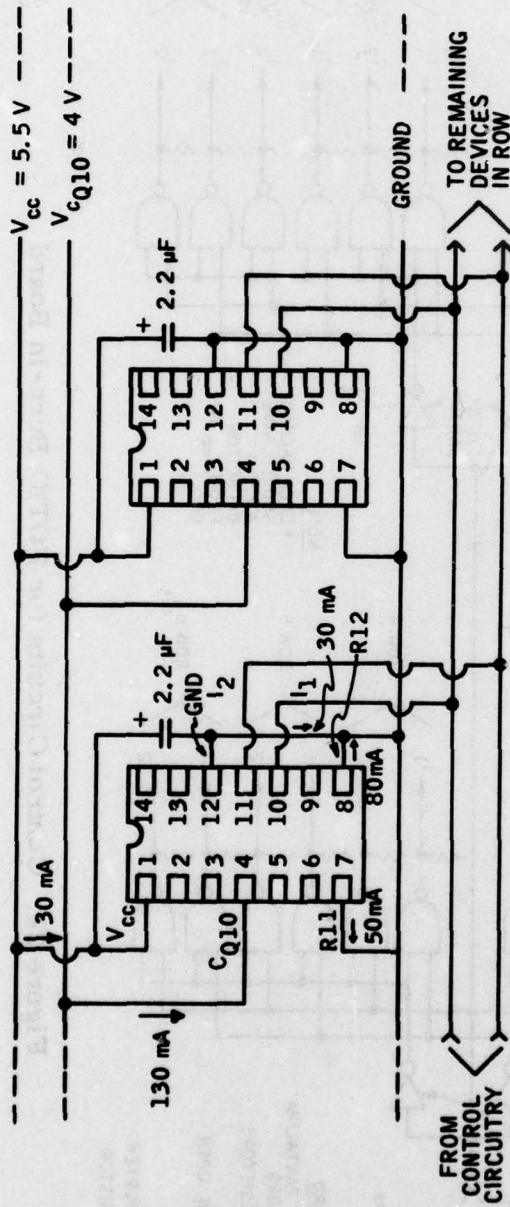 V_CC = 5.5 V
V_CQ10 = 4 V
30 mA
130 mA
V_CC
C_Q10
R11
50mA
1 14
2 13
3 12
4 11
5 10
6 9
7 8
+
2.2 µF
GND
I_2
I_1
30 mA
R12
80mA
1 14
2 13
3 12
4 11
5 10
6 9
7 8
+
2.2 µF
GROUND
FROM
CONTROL
CIRCUITRY
TO REMAINING
DEVICES
IN ROW